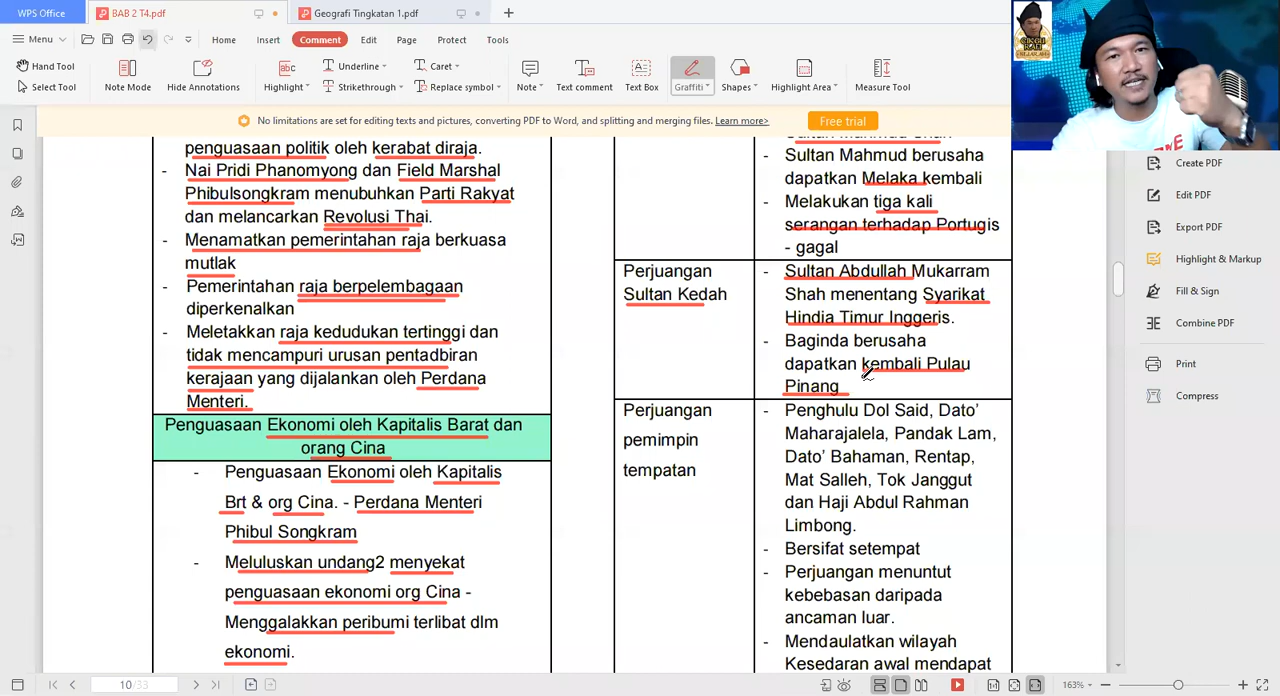 WPS Office
BAB 2 T4.pdf
Geografi Tingkatan 1.pdf
Menu
Home
Insert
Comment
Edit
Page
Protect
Tools
Hand Tool
Select Tool
Note Mode
Hide Annotations
Highlight
Underline
Strikethrough
Caret
Replace symbol
Note
Text comment
Text Box
Graffiti
Shapes
Highlight Area
Measure Tool
No limitations are set for editing texts and pictures, converting PDF to Word, and splitting and merging files. Learn more>
Free trial
penguasaan politik oleh kerabat diraja.
- Nai Pridi Phanomyong dan Field Marshal
Phibulsongkram menubuhkan Parti Rakyat
dan melancarkan Revolusi Thai.
- Menamatkan pemerintahan raja berkuasa
mutlak
- Pemerintahan raja berpelembagaan
diperkenalkan
- Meletakkan raja kedudukan tertinggi dan
tidak mencampuri urusan pentadbiran
kerajaan yang dijalankan oleh Perdana
Menteri.
Penguasaan Ekonomi oleh Kapitalis Barat dan
orang Cina
- Penguasaan Ekonomi oleh Kapitalis
Brt & org Cina. - Perdana Menteri
Phibul Songkram
- Meluluskan undang2 menyekat
penguasaan ekonomi org Cina -
Menggalakkan peribumi terlibat dlm
ekonomi.
- Sultan Mahmud berusaha
dapatkan Melaka kembali
- Melakukan tiga kali
serangan terhadap Portugis
- gagal
Perjuangan
Sultan Kedah
- Sultan Abdullah Mukarram
Shah menentang Syarikat
Hindia Timur Inggeris.
- Baginda berusaha
dapatkan kembali Pulau
Pinang
Perjuangan
pemimpin
tempatan
- Penghulu Dol Said, Dato'
Maharajalela, Pandak Lam,
Dato' Bahaman, Rentap,
Mat Salleh, Tok Janggut
dan Haji Abdul Rahman
Limbong.
- Bersifat setempat
- Perjuangan menuntut
kebebasan daripada
ancaman luar.
- Mendaulatkan wilayah
Kesedaran awal mendapat
Create PDF
Edit PDF
Export PDF
Highlight & Markup
Fill & Sign
Combine PDF
Print
Compress
10/33
163%